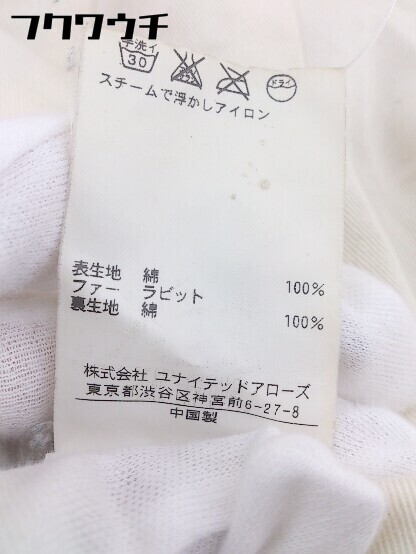 フクワウチ
手洗イ
30
ドライ
スチームで浮かしアイロン
表生地 綿 100%
ファー ラビット
裏生地 綿 100%
株式会社 ユナイテッドアローズ
東京都渋谷区神宮前6-27-8
中国製